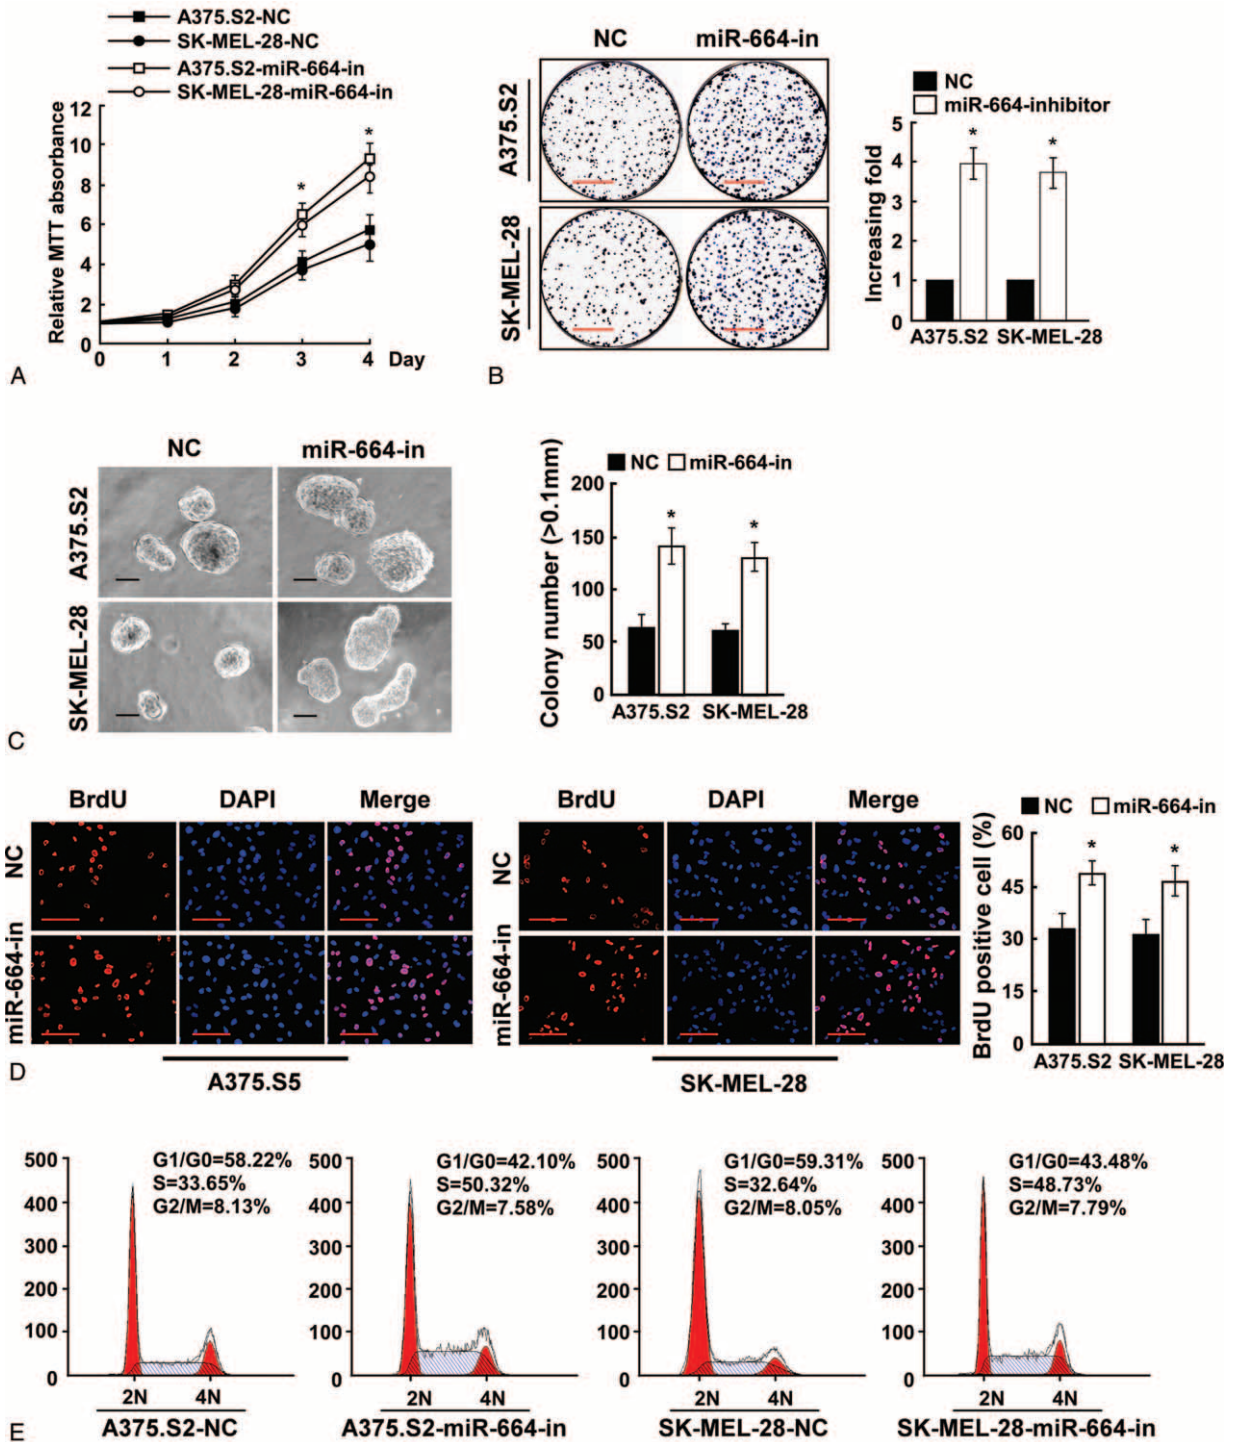 A375.S2-NC
SK-MEL-28-NC
A375.S2-miR-664-in
SK-MEL-28-miR-664-in
Relative MTT absorbance
12
10
8
6
4
2
0
* *
0 1 2 3 4 Day
A
NC miR-664-in
A375.S2
SK-MEL-28
NC
miR-664-inhibitor
Increasing fold
5
4
3
2
1
0
* *
A375.S2 SK-MEL-28
B
NC miR-664-in
A375.S2
SK-MEL-28
NC miR-664-in
Colony number (>0.1mm)
200
150
100
50
0
* *
A375.S2 SK-MEL-28
C
BrdU DAPI Merge
NC
miR-664-in
A375.S5
BrdU DAPI Merge
NC
miR-664-in
SK-MEL-28
NC miR-664-in
BrdU positive cell (%)
60
45
30
15
0
* *
A375.S2 SK-MEL-28
D
500
400
300
200
100
0
G1/G0=58.22%
S=33.65%
G2/M=8.13%
2N 4N
A375.S2-NC
500
400
300
200
100
0
G1/G0=42.10%
S=50.32%
G2/M=7.58%
2N 4N
A375.S2-miR-664-in
500
400
300
200
100
0
G1/G0=59.31%
S=32.64%
G2/M=8.05%
2N 4N
SK-MEL-28-NC
500
400
300
200
100
0
G1/G0=43.48%
S=48.73%
G2/M=7.79%
2N 4N
SK-MEL-28-miR-664-in
E